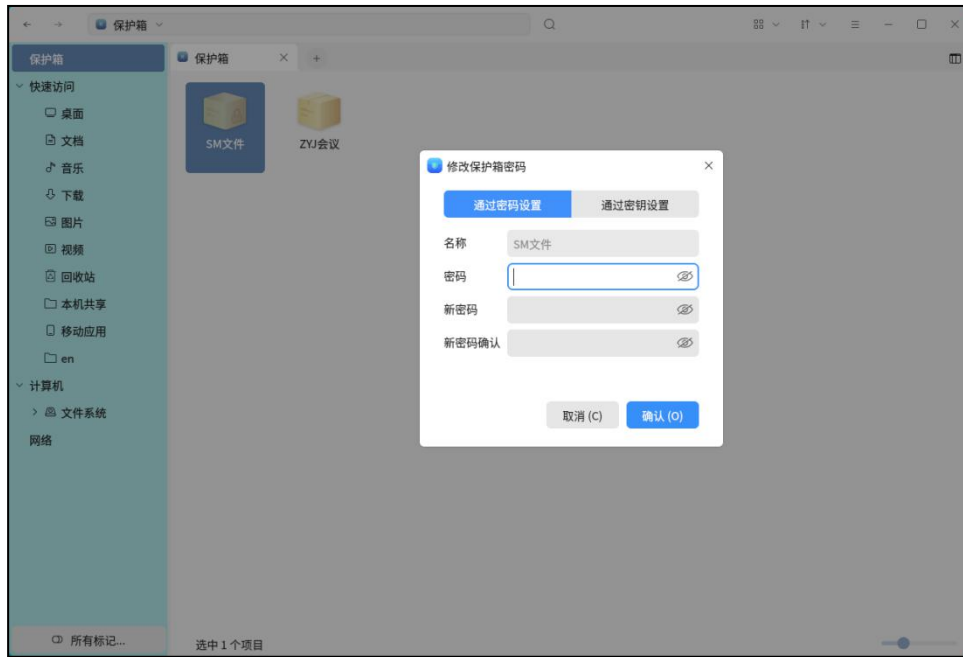 保护箱
保护箱
保护箱
快速访问
桌面
文档
音乐
下载
图片
视频
回收站
本机共享
移动应用
en
计算机
文件系统
网络
所有标记...
SM文件
ZYJ会议
修改保护箱密码
通过密码设置
通过密钥设置
名称
SM文件
密码
新密码
新密码确认
取消 (C)
确认 (O)
选中 1 个项目